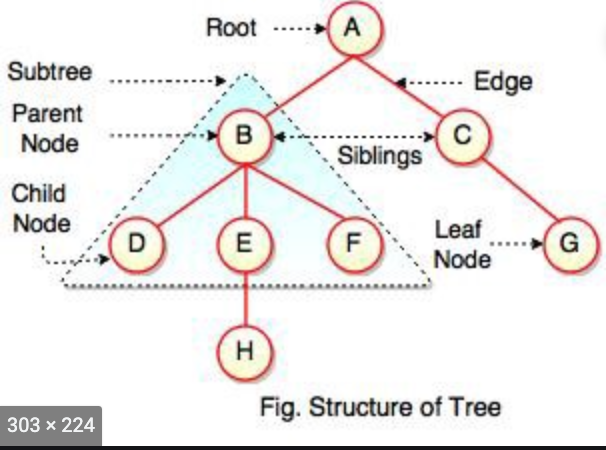 Root
A
Subtree
Edge
Parent
Node
B
C
Siblings
Child
Node
D
E
F
Leaf
Node
G
H
Fig. Structure of Tree
303 × 224